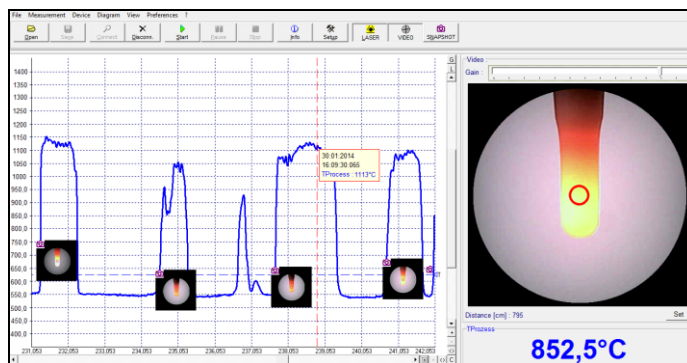 File Measurement Device Diagram View Preferences ?
Open Save Connect Disconn. Start Pause Stop Info Setup LASER VIDEO SNAPSHOT
1400
1300
1200
1150
1100
1050
1000
950,0
900,0
850,0
800,0
750,0
700,0
650,0
600,0
550,0
500,0
450,0
400,0
30.01.2014
16:09:30:065
TProcess : 1113°C
231,053 232,053 233,053 234,053 235,053 236,053 237,053 238,053 239,053 240,053 241,053 242,053
G
L
C
Video :
Gain :
Distance [cm] : 795
Set
TProzess
852,5°C